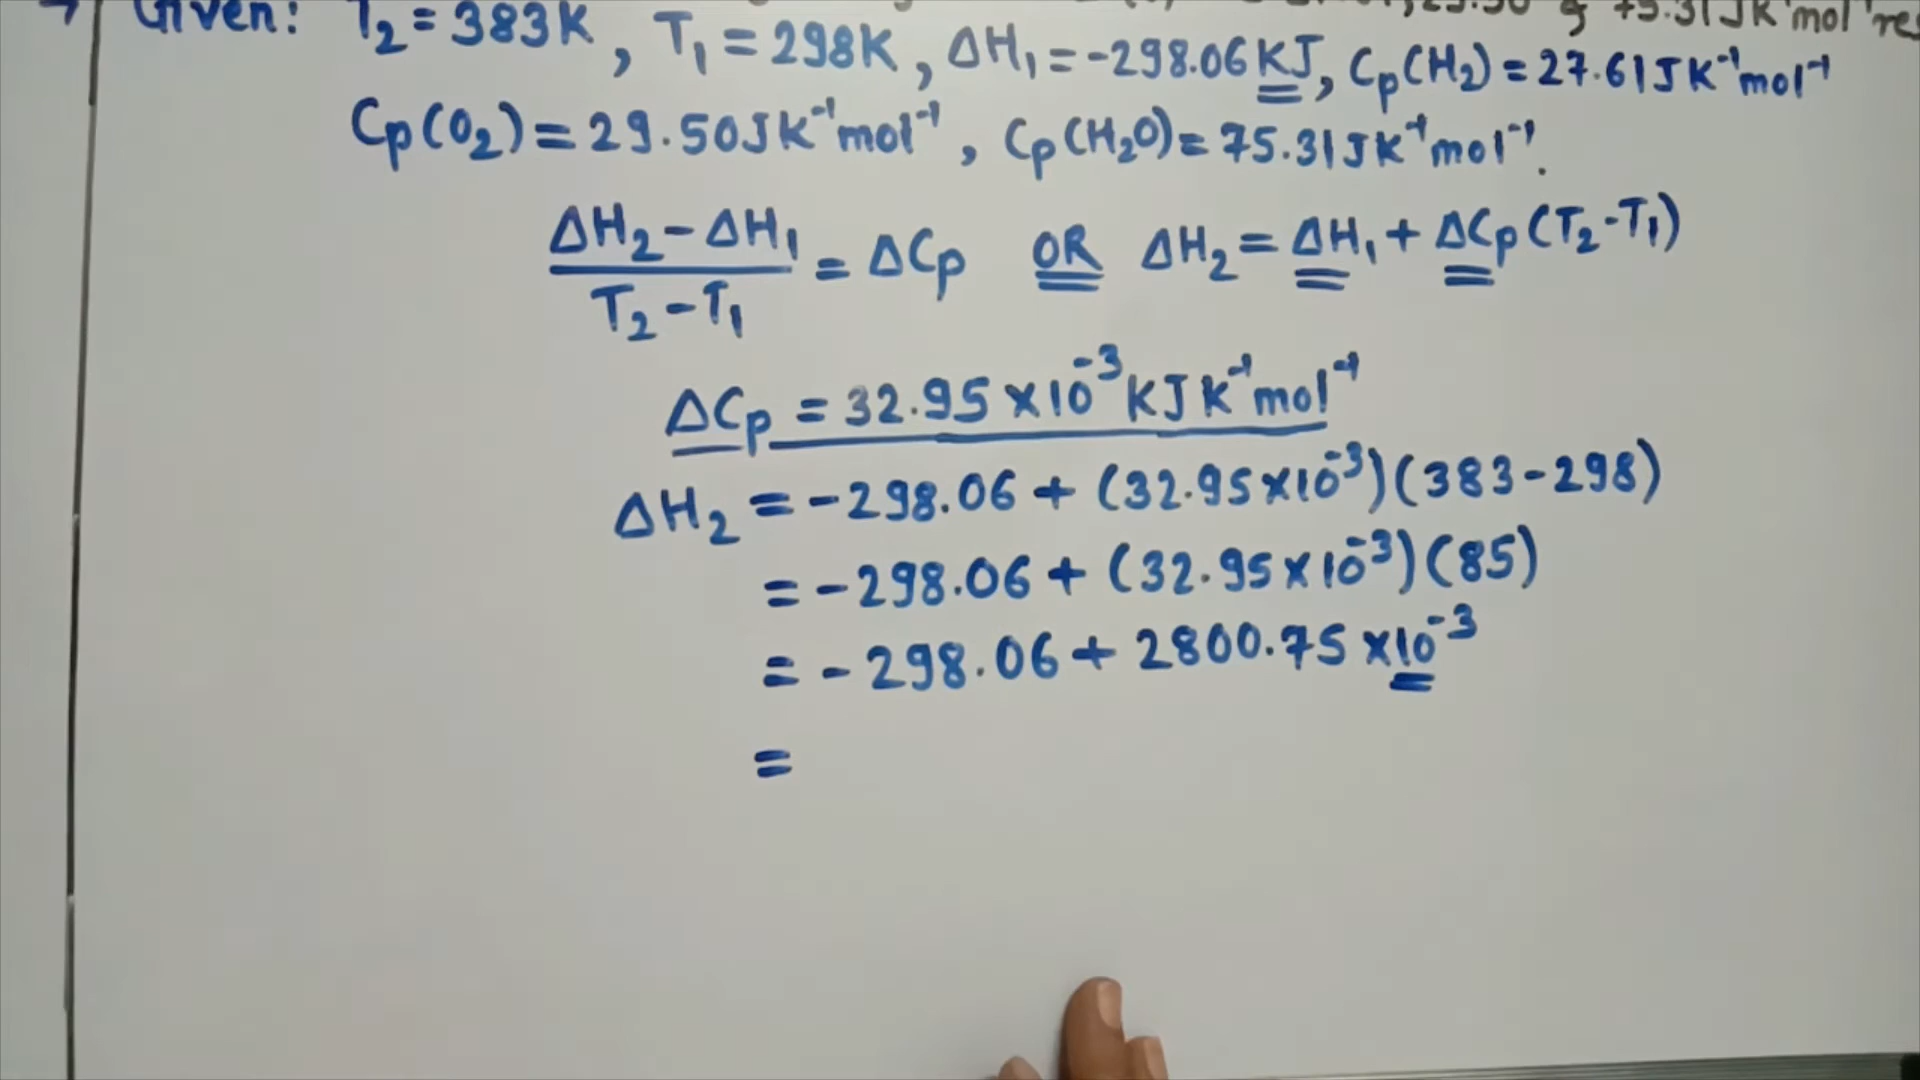 Given: T₂ = 383K, T₁ = 298K, ΔH₁ = -298.06 KJ, Cp(H₂) = 27.61 JK⁻¹mol⁻¹
Cp(O₂) = 29.50 JK⁻¹mol⁻¹, Cp(H₂O) = 75.31 JK⁻¹mol⁻¹.
ΔH₂ - ΔH₁ / T₂ - T₁ = ΔCp OR ΔH₂ = ΔH₁ + ΔCp (T₂ - T₁)
ΔCp = 32.95 × 10⁻³ KJ K⁻¹ mol⁻¹
ΔH₂ = -298.06 + (32.95 × 10⁻³) (383 - 298)
= -298.06 + (32.95 × 10⁻³) (85)
= -298.06 + 2800.75 × 10⁻³
=